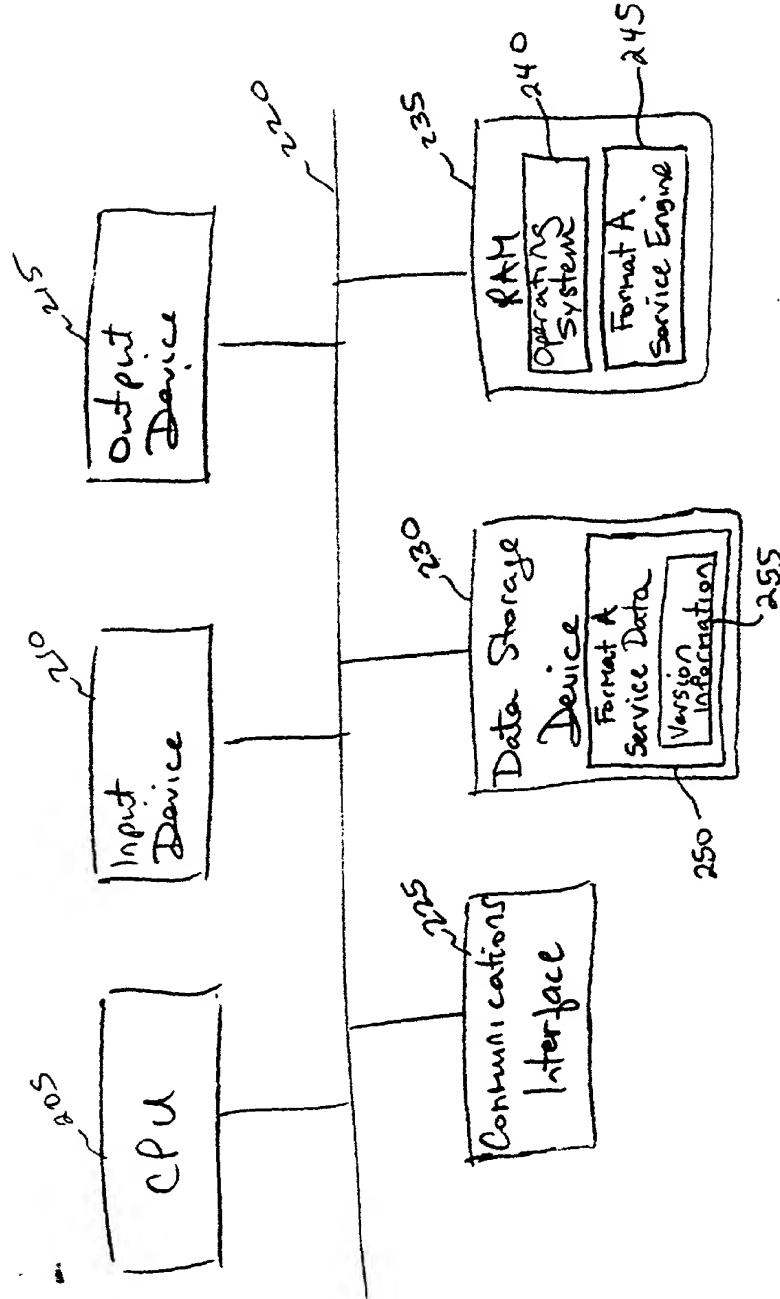 205
CPU
210
Input
Device
215
Output
Device
220
225
Communications
Interface
230
Data Storage
Device
Format A
Service Data
Version
Information
250
255
235
RAM
Operating
System
240
Format A.
Service Engine
245